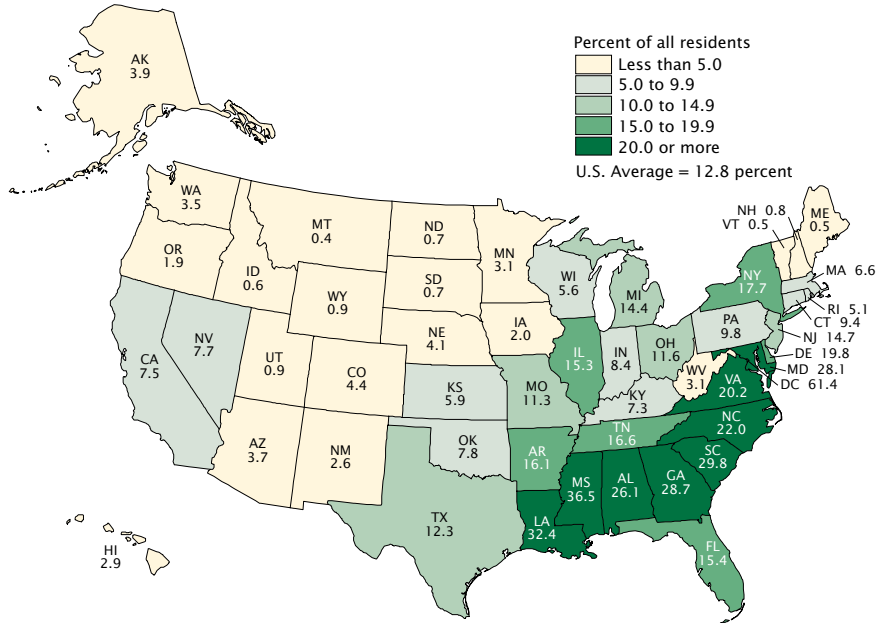 Percent of all residents
Less than 5.0
5.0 to 9.9
10.0 to 14.9
15.0 to 19.9
20.0 or more
U.S. Average = 12.8 percent
AK
3.9
WA
3.5
OR
1.9
ID
0.6
MT
0.4
WY
0.9
ND
0.7
SD
0.7
NE
4.1
MN
3.1
IA
2.0
WI
5.6
MI
14.4
IL
15.3
IN
8.4
OH
11.6
PA
9.8
NY
17.7
NH 0.8
VT 0.5
ME
0.5
MA 6.6
RI 5.1
CT 9.4
NJ 14.7
DE 19.8
MD 28.1
DC 61.4
CA
7.5
NV
7.7
UT
0.9
CO
4.4
KS
5.9
MO
11.3
KY
7.3
WV
3.1
VA
20.2
AZ
3.7
NM
2.6
OK
7.8
AR
16.1
TN
16.6
NC
22.0
SC
29.8
TX
12.3
LA
32.4
MS
36.5
AL
26.1
GA
28.7
FL
15.4
HI
2.9